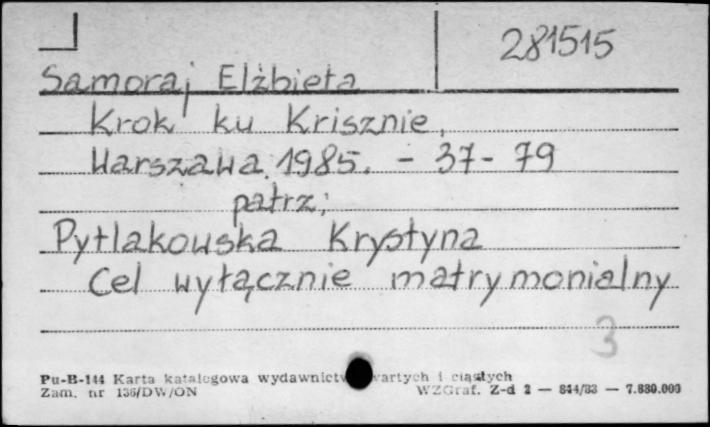 281515
Samoraj Elżbieta
Krok ku Krisznie,
Warszawa 1985. - 37-79
patrz:
Pytlakowska Krystyna
Cel wyłącznie matrymonialny
3
Pu-B-144 Karta katalogowa wydawnictw zwartych i ciągłych
Zam. nr 136/DW/ON WZGraf. Z-d 2 — 844/83 — 7.880.000